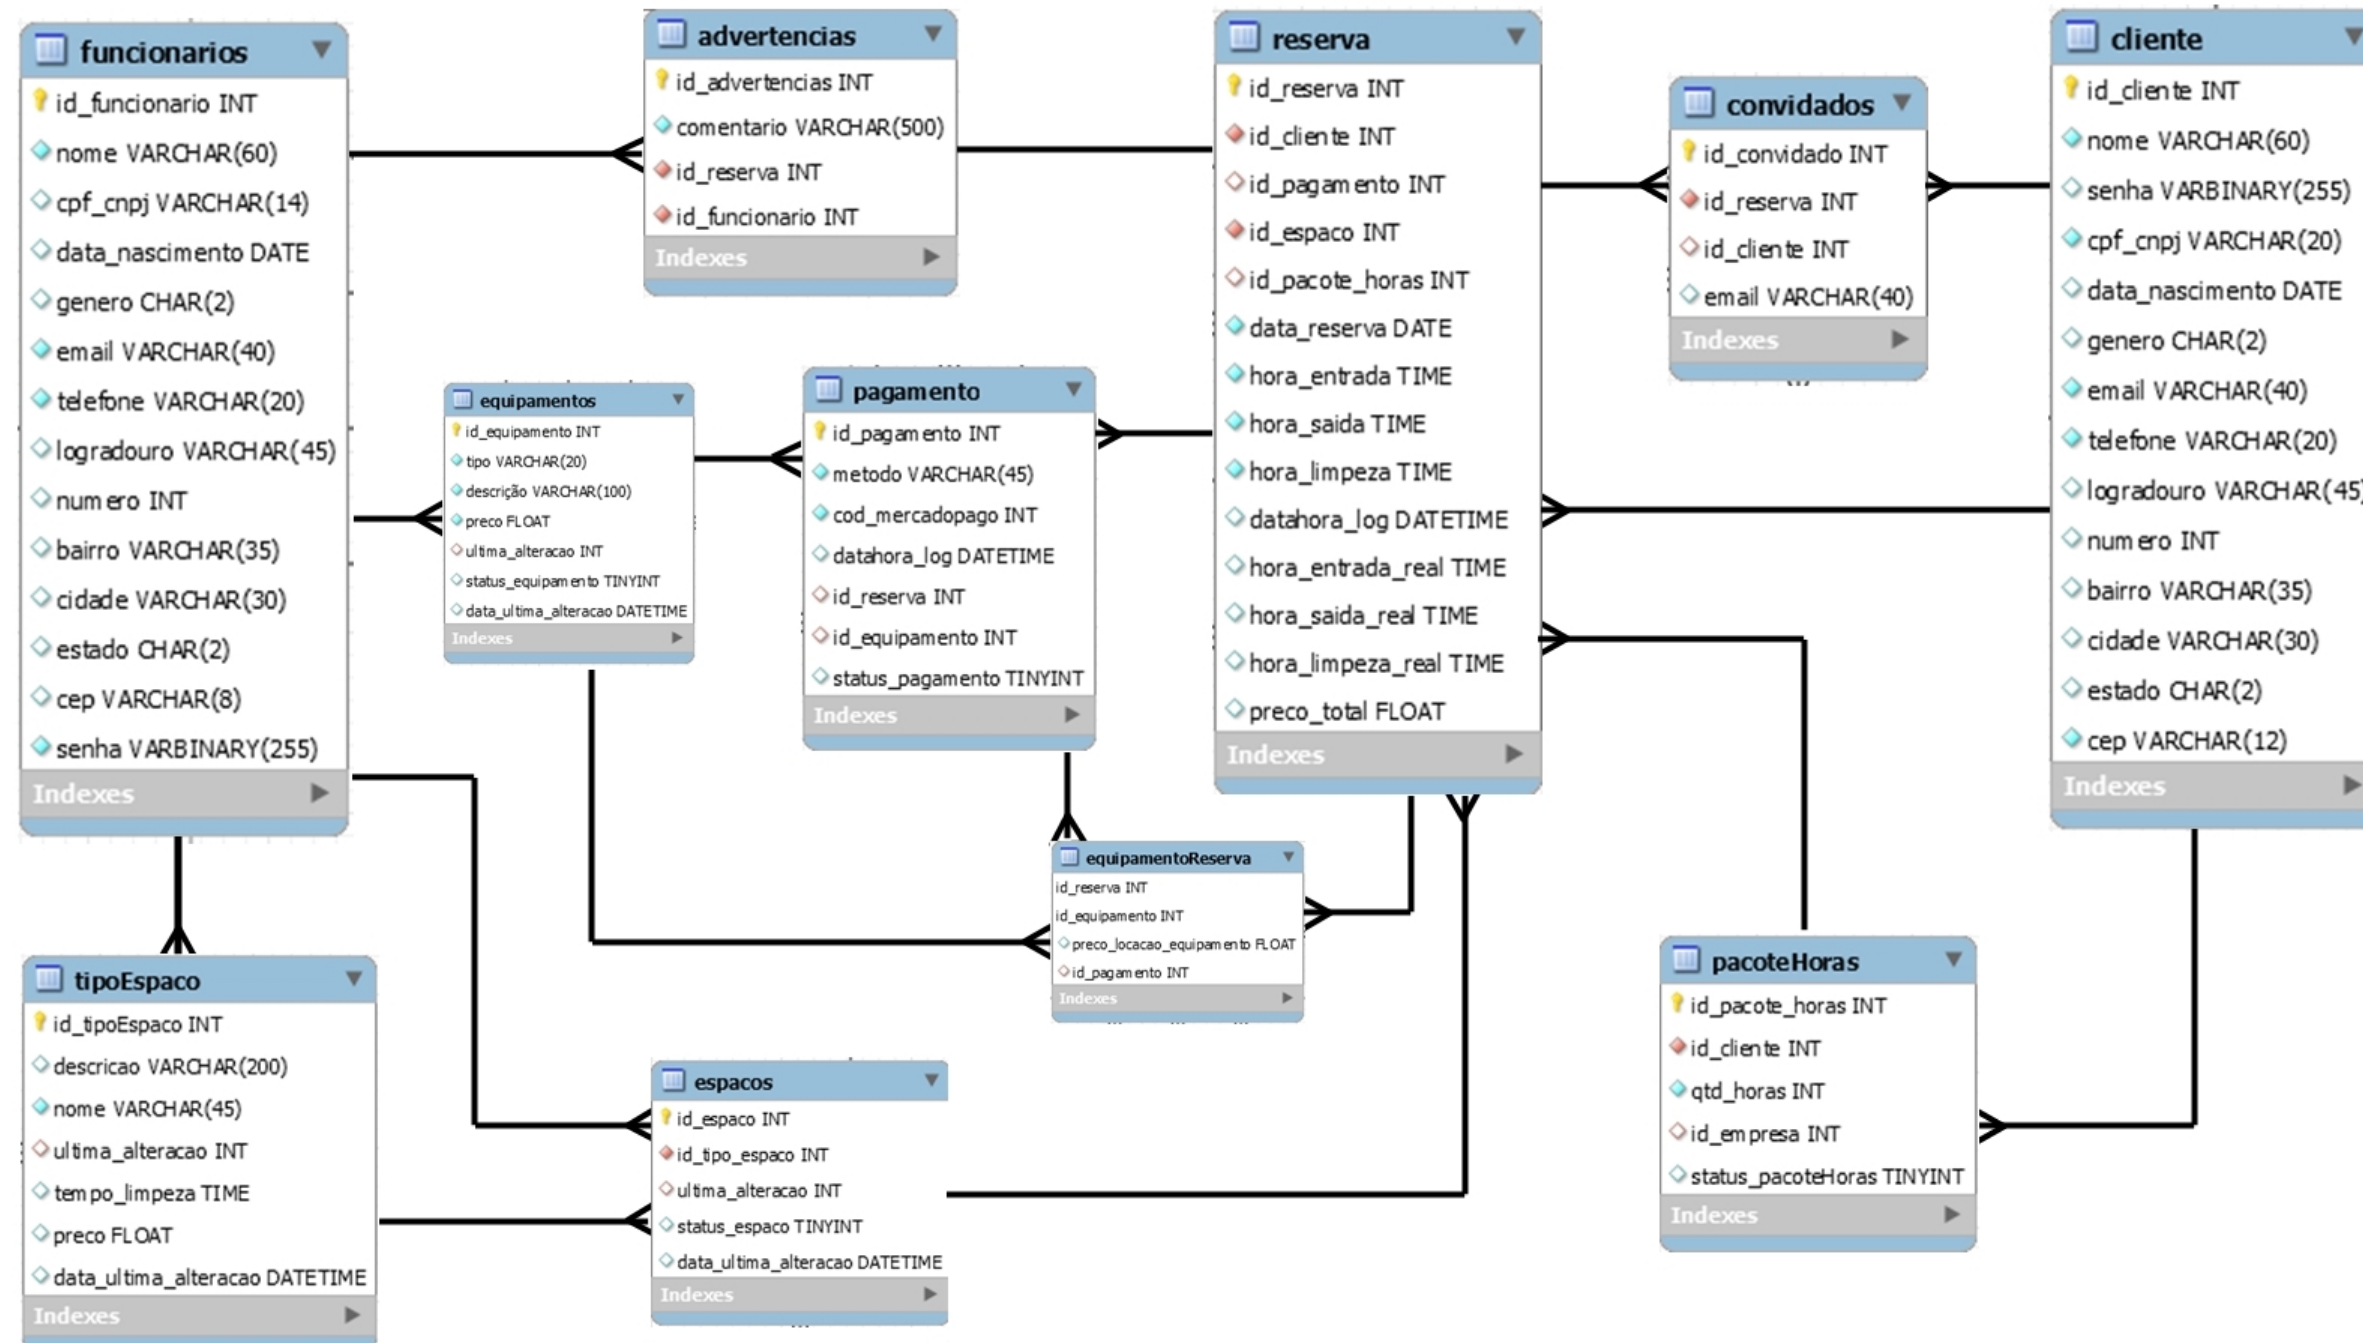 funcionarios
id_funcionario INT
nome VARCHAR(60)
cpf_cnpj VARCHAR(14)
data_nascimento DATE
genero CHAR(2)
email VARCHAR(40)
telefone VARCHAR(20)
logradouro VARCHAR(45)
numero INT
bairro VARCHAR(35)
cidade VARCHAR(30)
estado CHAR(2)
cep VARCHAR(8)
senha VARBINARY(255)
Indexes
advertencias
id_advertencias INT
comentario VARCHAR(500)
id_reserva INT
id_funcionario INT
Indexes
reserva
id_reserva INT
id_cliente INT
id_pagamento INT
id_espaco INT
id_pacote_horas INT
data_reserva DATE
hora_entrada TIME
hora_saida TIME
hora_limpeza TIME
datahora_log DATETIME
hora_entrada_real TIME
hora_saida_real TIME
hora_limpeza_real TIME
preco_total FLOAT
Indexes
convidados
id_convidado INT
id_reserva INT
id_cliente INT
email VARCHAR(40)
Indexes
cliente
id_cliente INT
nome VARCHAR(60)
senha VARBINARY(255)
cpf_cnpj VARCHAR(20)
data_nascimento DATE
genero CHAR(2)
email VARCHAR(40)
telefone VARCHAR(20)
logradouro VARCHAR(45)
numero INT
bairro VARCHAR(35)
cidade VARCHAR(30)
estado CHAR(2)
cep VARCHAR(12)
Indexes
equipamentos
id_equipamento INT
tipo VARCHAR(20)
descrição VARCHAR(100)
preco FLOAT
ultima_alteracao INT
status_equipamento TINYINT
data_ultima_alteracao DATETIME
Indexes
pagamento
id_pagamento INT
metodo VARCHAR(45)
cod_mercadopago INT
datahora_log DATETIME
id_reserva INT
id_equipamento INT
status_pagamento TINYINT
Indexes
equipamentoReserva
id_reserva INT
id_equipamento INT
preco_locacao_equipamento FLOAT
id_pagamento INT
Indexes
tipoEspaco
id_tipoEspaco INT
descricao VARCHAR(200)
nome VARCHAR(45)
ultima_alteracao INT
tempo_limpeza TIME
preco FLOAT
data_ultima_alteracao DATETIME
Indexes
espacos
id_espaco INT
id_tipo_espaco INT
ultima_alteracao INT
status_espaco TINYINT
data_ultima_alteracao DATETIME
Indexes
pacoteHoras
id_pacote_horas INT
id_cliente INT
qtd_horas INT
id_empresa INT
status_pacoteHoras TINYINT
Indexes